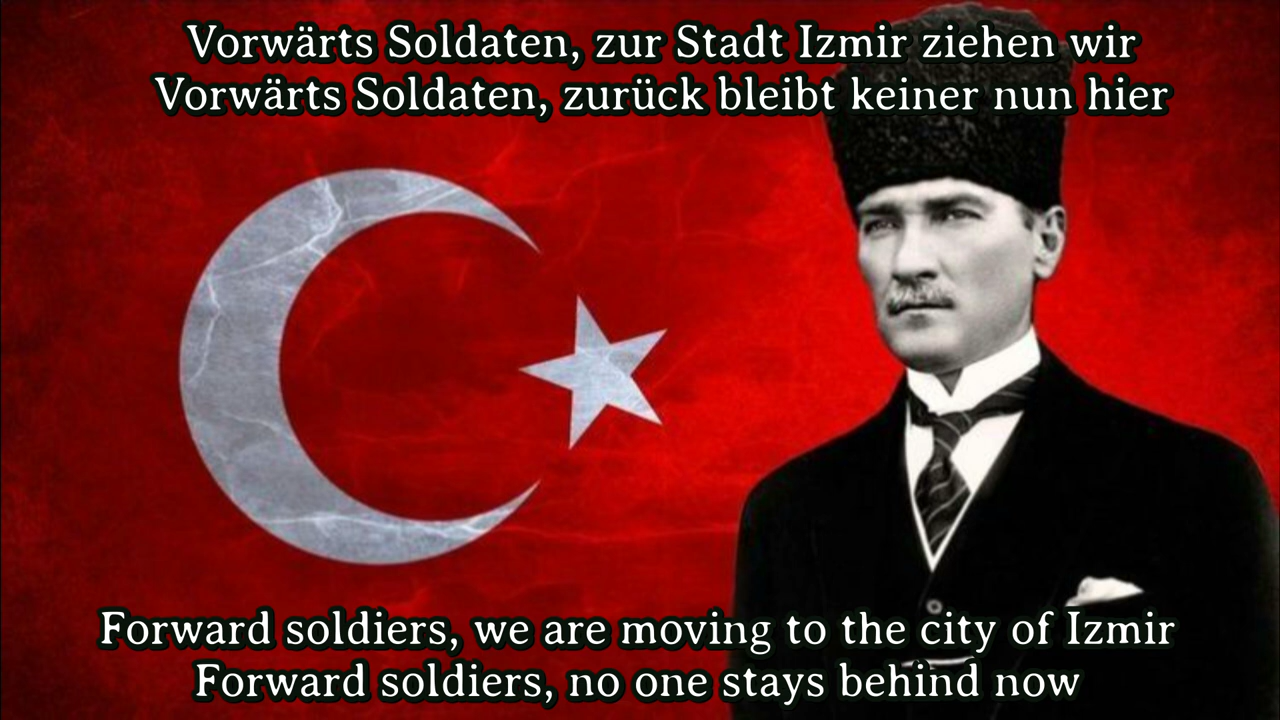 Vorwärts Soldaten, zur Stadt Izmir ziehen wir
Vorwärts Soldaten, zurück bleibt keiner nun hier
Forward soldiers, we are moving to the city of Izmir
Forward soldiers, no one stays behind now